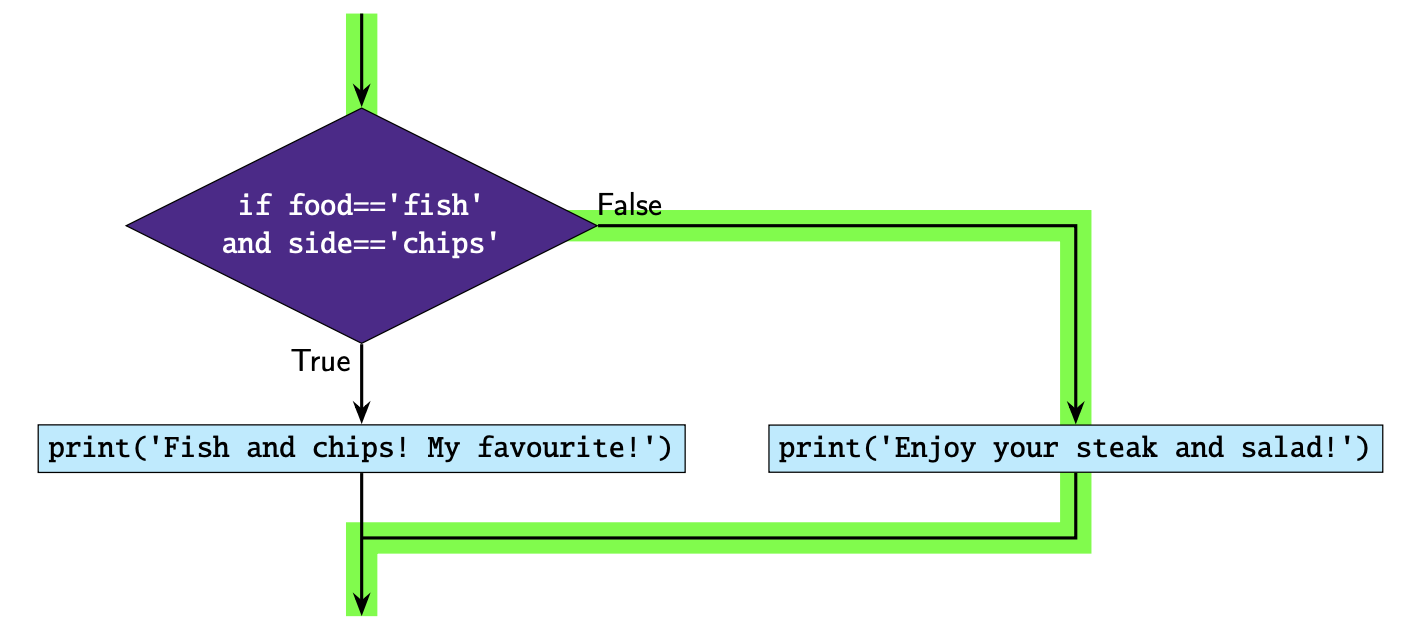 if food=='fish'
and side=='chips'
False
True
print('Fish and chips! My favourite!')
print('Enjoy your steak and salad!')